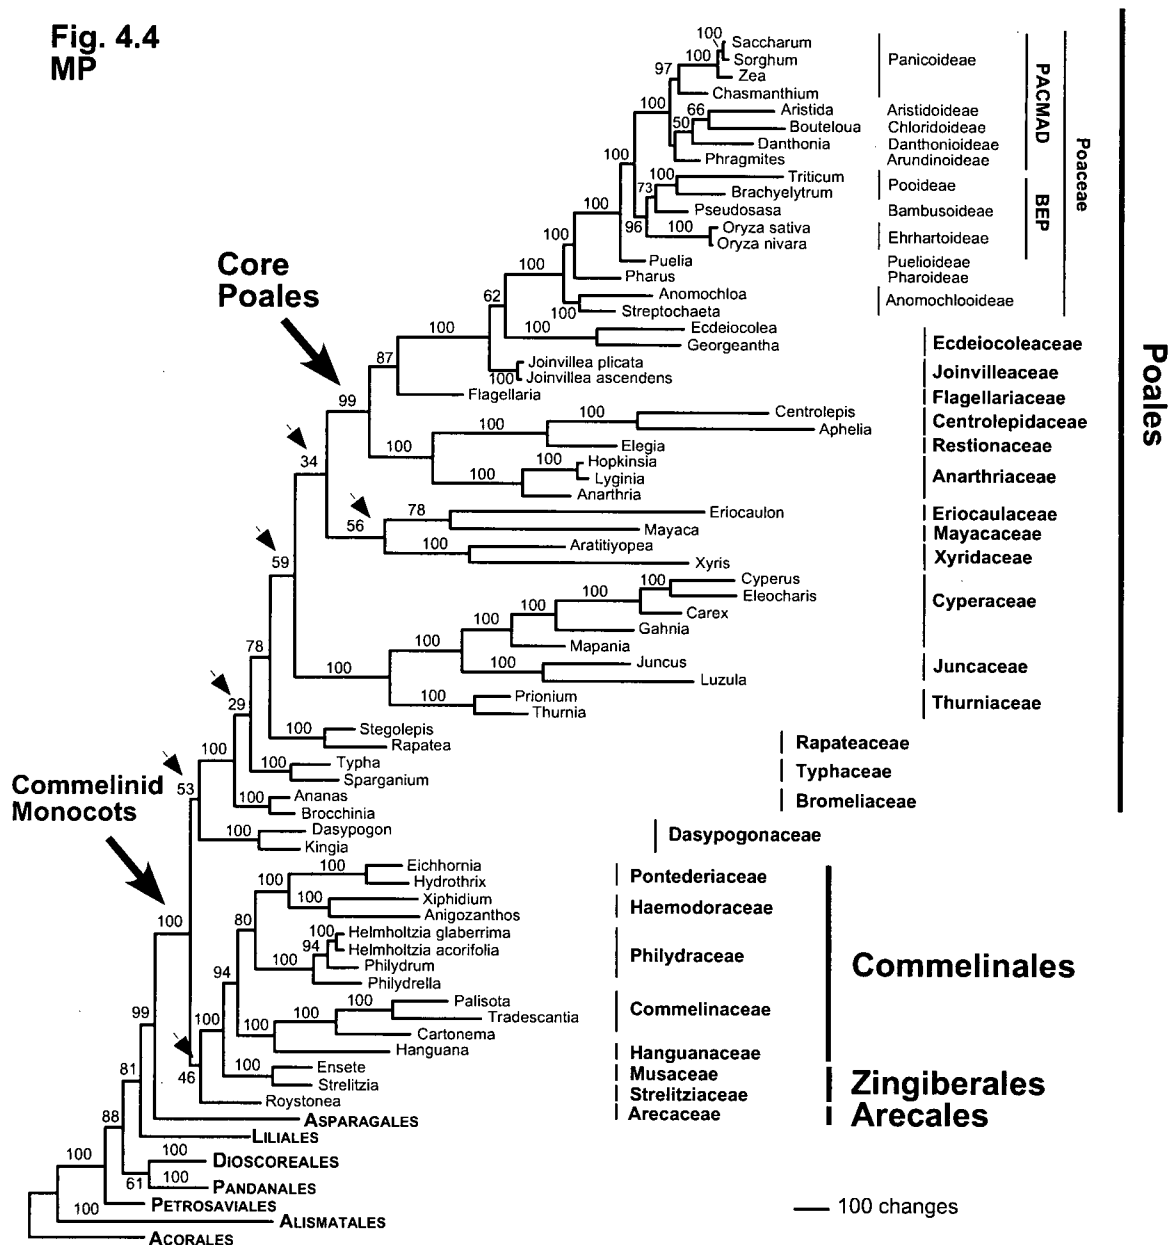 Fig. 4.4
MP
100
Saccharum
100
Sorghum
Zea
97
Chasmanthium
Panicoideae
100
66
Aristida
Aristidoideae
50
Bouteloua
Chloridoideae
Danthonia
Danthonioideae
Phragmites
Arundinoideae
PACMAD
100
100
Triticum
73
Brachyelytrum
Pooideae
Pseudosasa
Bambusoideae
96
100
Oryza sativa
Oryza nivara
Ehrhartoideae
BEP
Poaceae
100
Puelia
Puelioideae
100
Pharus
Pharoideae
100
Anomochloa
100
Streptochaeta
Anomochlooideae
62
100
Ecdeiocolea
Georgeantha
Ecdeiocoleaceae
Core
Poales
100
Joinvillea plicata
100
Joinvillea ascendens
Joinvilleaceae
87
Flagellaria
Flagellariaceae
99
100
Centrolepis
Aphelia
Centrolepidaceae
100
Elegia
Restionaceae
100
100
Hopkinsia
Lyginia
100
Anarthria
Anarthriaceae
34
78
Eriocaulon
Eriocaulaceae
56
Mayaca
Mayacaceae
100
Aratitiyopea
Xyris
Xyridaceae
59
100
Cyperus
Eleocharis
100
Carex
100
Gahnia
100
Mapania
Cyperaceae
100
100
Juncus
Luzula
Juncaceae
100
100
Prionium
Thurnia
Thurniaceae
78
100
Stegolepis
Rapatea
Rapateaceae
29
100
Typha
Sparganium
Typhaceae
100
100
Ananas
Brocchinia
Bromeliaceae
Poales
53
100
Dasypogon
Kingia
Dasypogonaceae
Commelinid
Monocots
100
100
Eichhornia
Hydrothrix
Pontederiaceae
100
100
Xiphidium
Anigozanthos
Haemodoraceae
80
100
Helmholtzia glaberrima
94
Helmholtzia acorifolia
100
Philydrum
Philydrella
Philydraceae
94
100
Palisota
100
Tradescantia
Cartonema
Commelinaceae
100
Hanguana
Hanguanaceae
Commelinales
100
100
Ensete
Musaceae
Strelitzia
Strelitziaceae
Zingiberales
46
Roystonea
Arecaceae
Arecales
99
ASPARAGALES
81
LILIALES
88
100
DIOSCOREALES
61
100
PANDANALES
100
PETROSAVIALES
100
ALISMATALES
ACORALES
100 changes